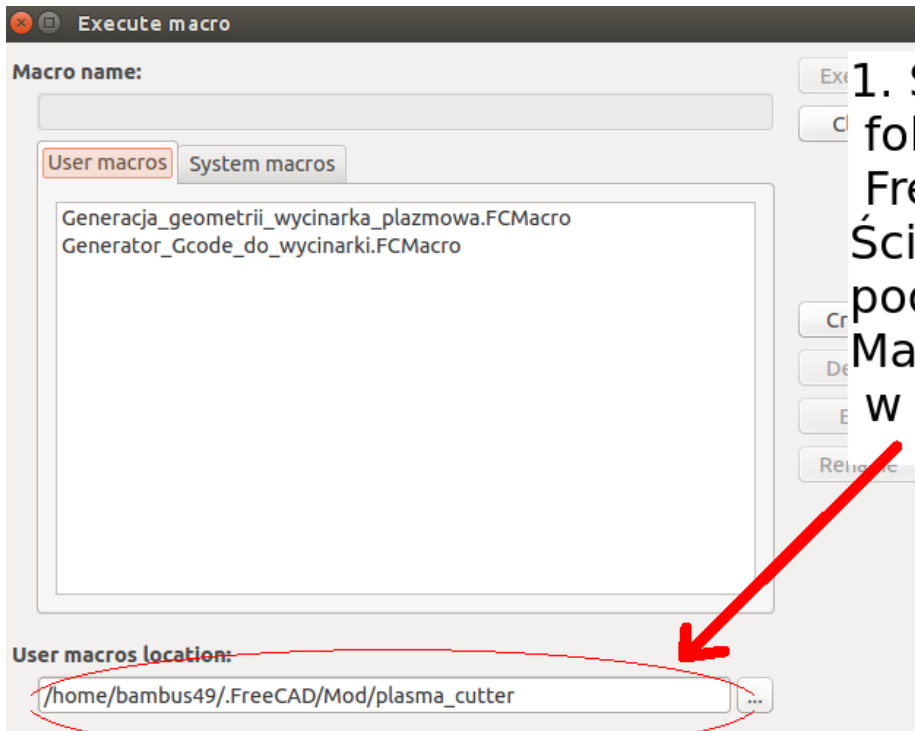 Execute macro
Macro name:
User macros
System macros
Generacja_geometrii_wycinarka_plazmowa.FCMacro
Generator_Gcode_do_wycinarki.FCMacro
User macros location:
/home/bambus49/.FreeCAD/Mod/plasma_cutter
...
1.
w